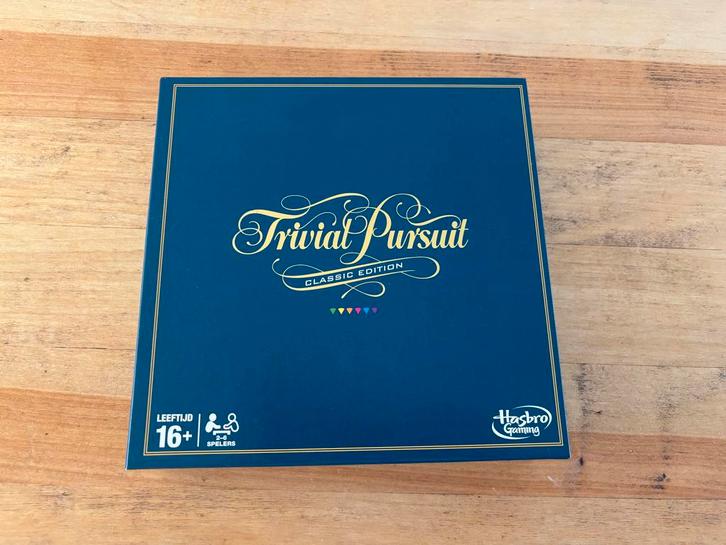 Trivial Pursuit
CLASSIC EDITION
LEEFTIJD
16+
2-6
SPELERS
Hasbro
Gaming